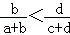 b/(a+b) < d/(c+d)